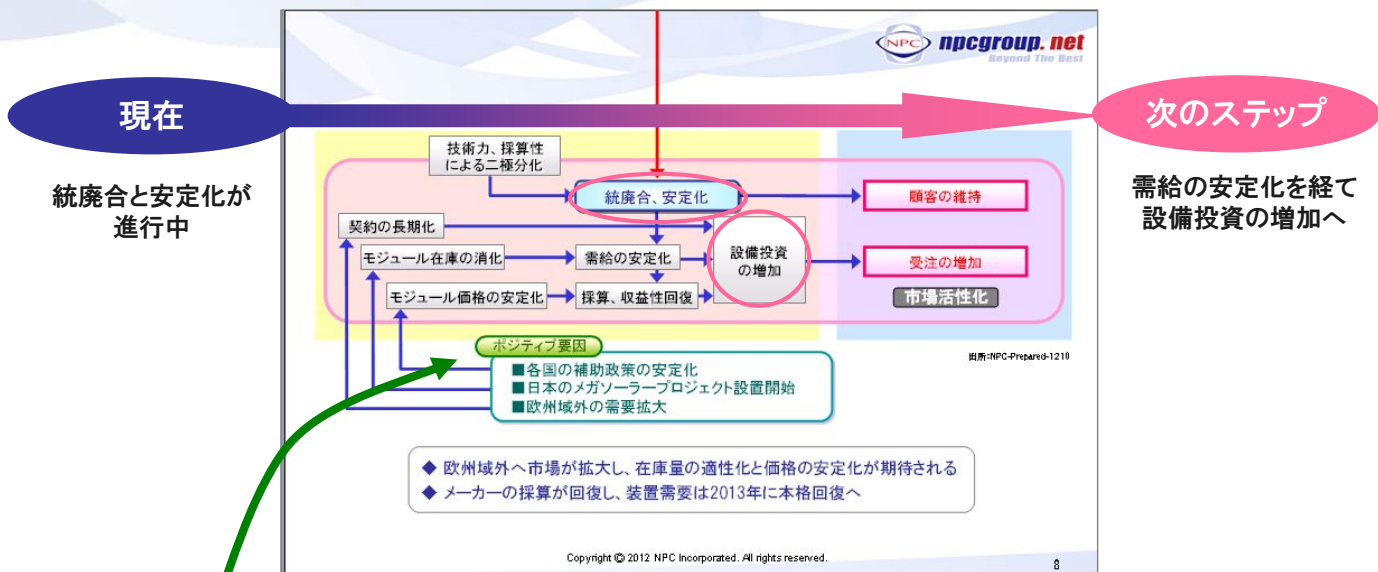 NPC npcgroup.net
Beyond The Best
現在
次のステップ
統廃合と安定化が
進行中
需給の安定化を経て
設備投資の増加へ
技術力、採算性
による二極分化
統廃合、安定化
顧客の維持
契約の長期化
モジュール在庫の消化
需給の安定化
設備投資
の増加
受注の増加
モジュール価格の安定化
採算、収益性回復
市場活性化
ポジティブ要因
出所:NPC-Prepared-1210
■各国の補助政策の安定化
■日本のメガソーラープロジェクト設置開始
■欧州域外の需要拡大
◆ 欧州域外へ市場が拡大し、在庫量の適性化と価格の安定化が期待される
◆ メーカーの採算が回復し、装置需要は2013年に本格回復へ
Copyright © 2012 NPC Incorporated. All rights reserved.
8